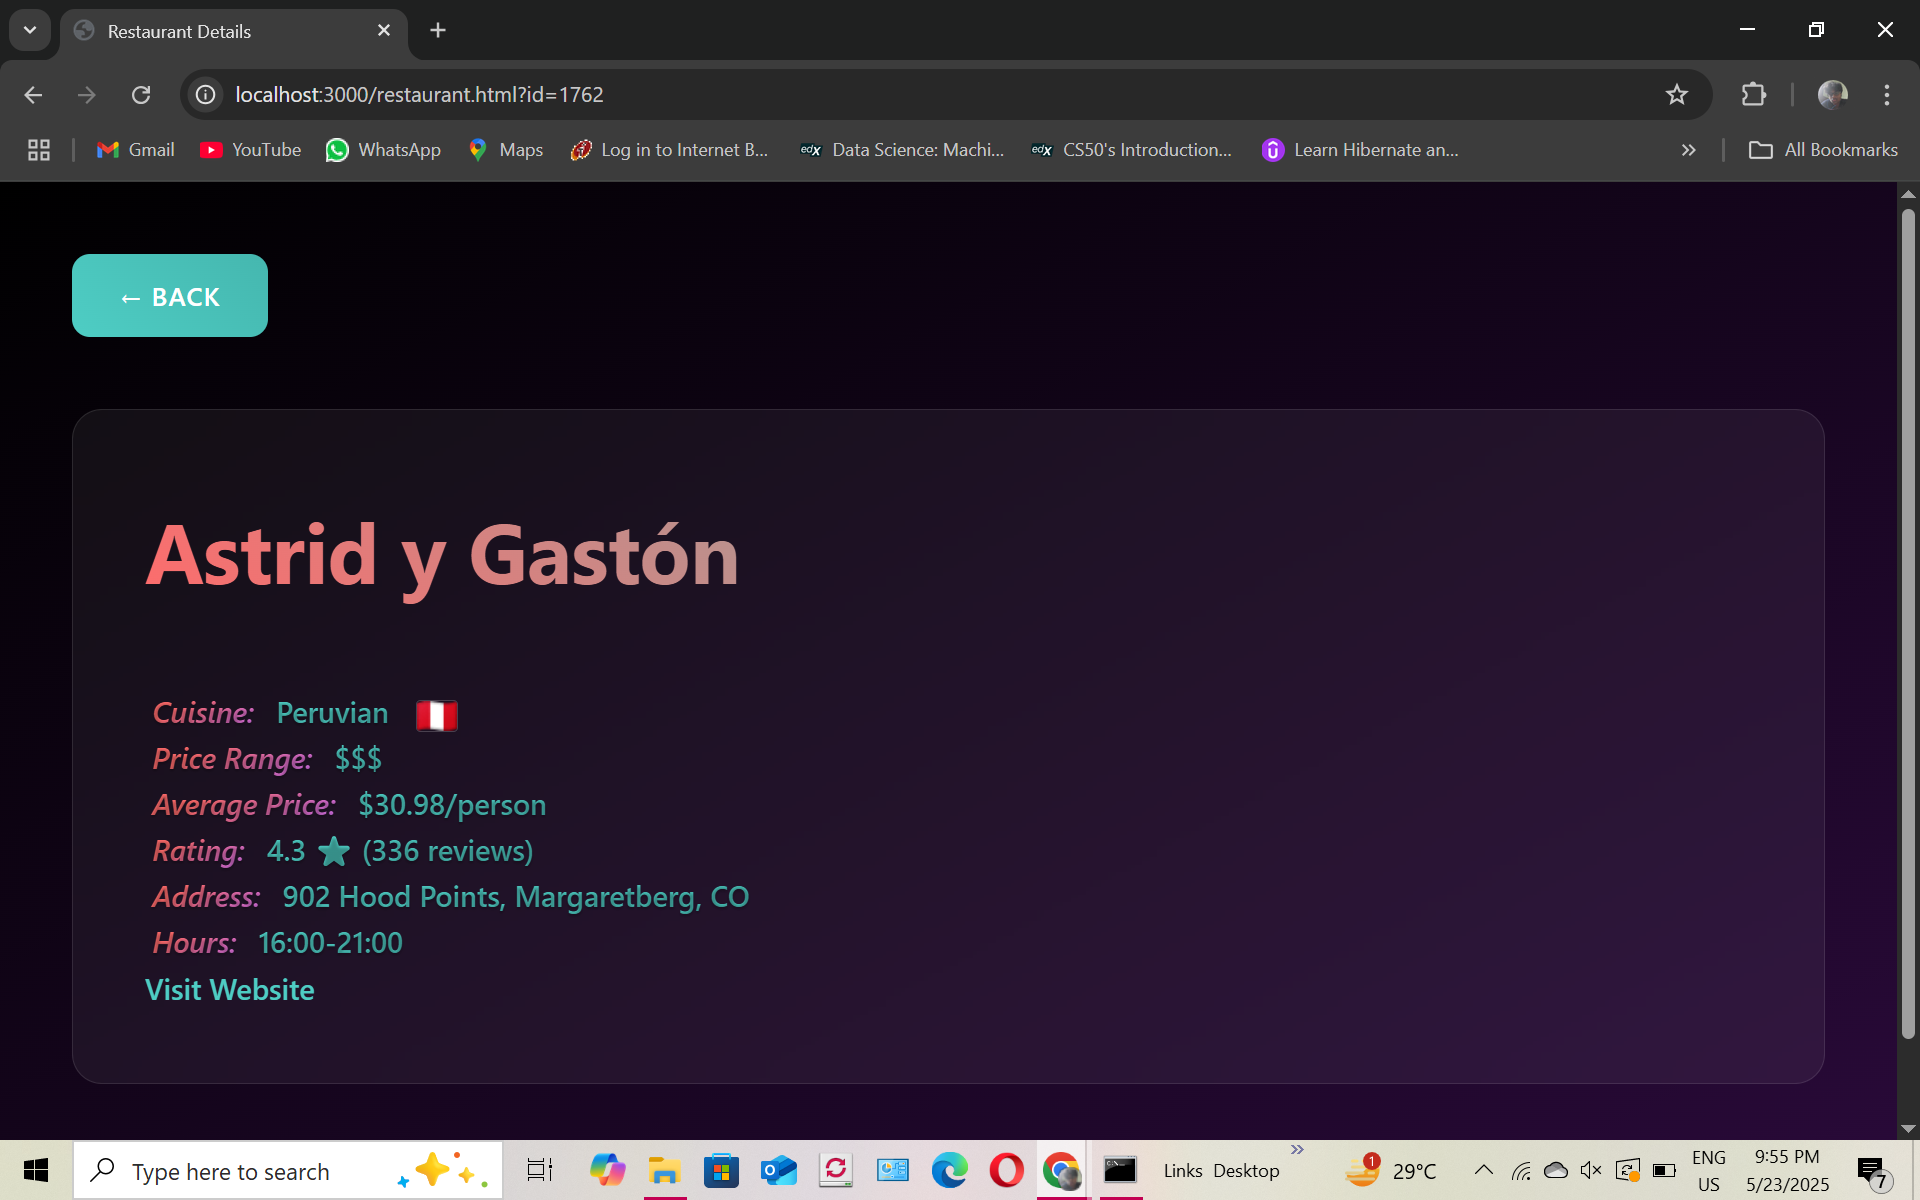 Restaurant Details
localhost:3000/restaurant.html?id=1762
Gmail
YouTube
WhatsApp
Maps
Log in to Internet B...
edX Data Science: Machi...
edX CS50's Introduction...
Learn Hibernate an...
All Bookmarks
← BACK
Astrid y Gastón
Cuisine: Peruvian
Price Range: $$$
Average Price: $30.98/person
Rating: 4.3 ★ (336 reviews)
Address: 902 Hood Points, Margaretberg, CO
Hours: 16:00-21:00
Visit Website
Type here to search
Links Desktop
1
29°C
ENG
US
9:55 PM
5/23/2025
7